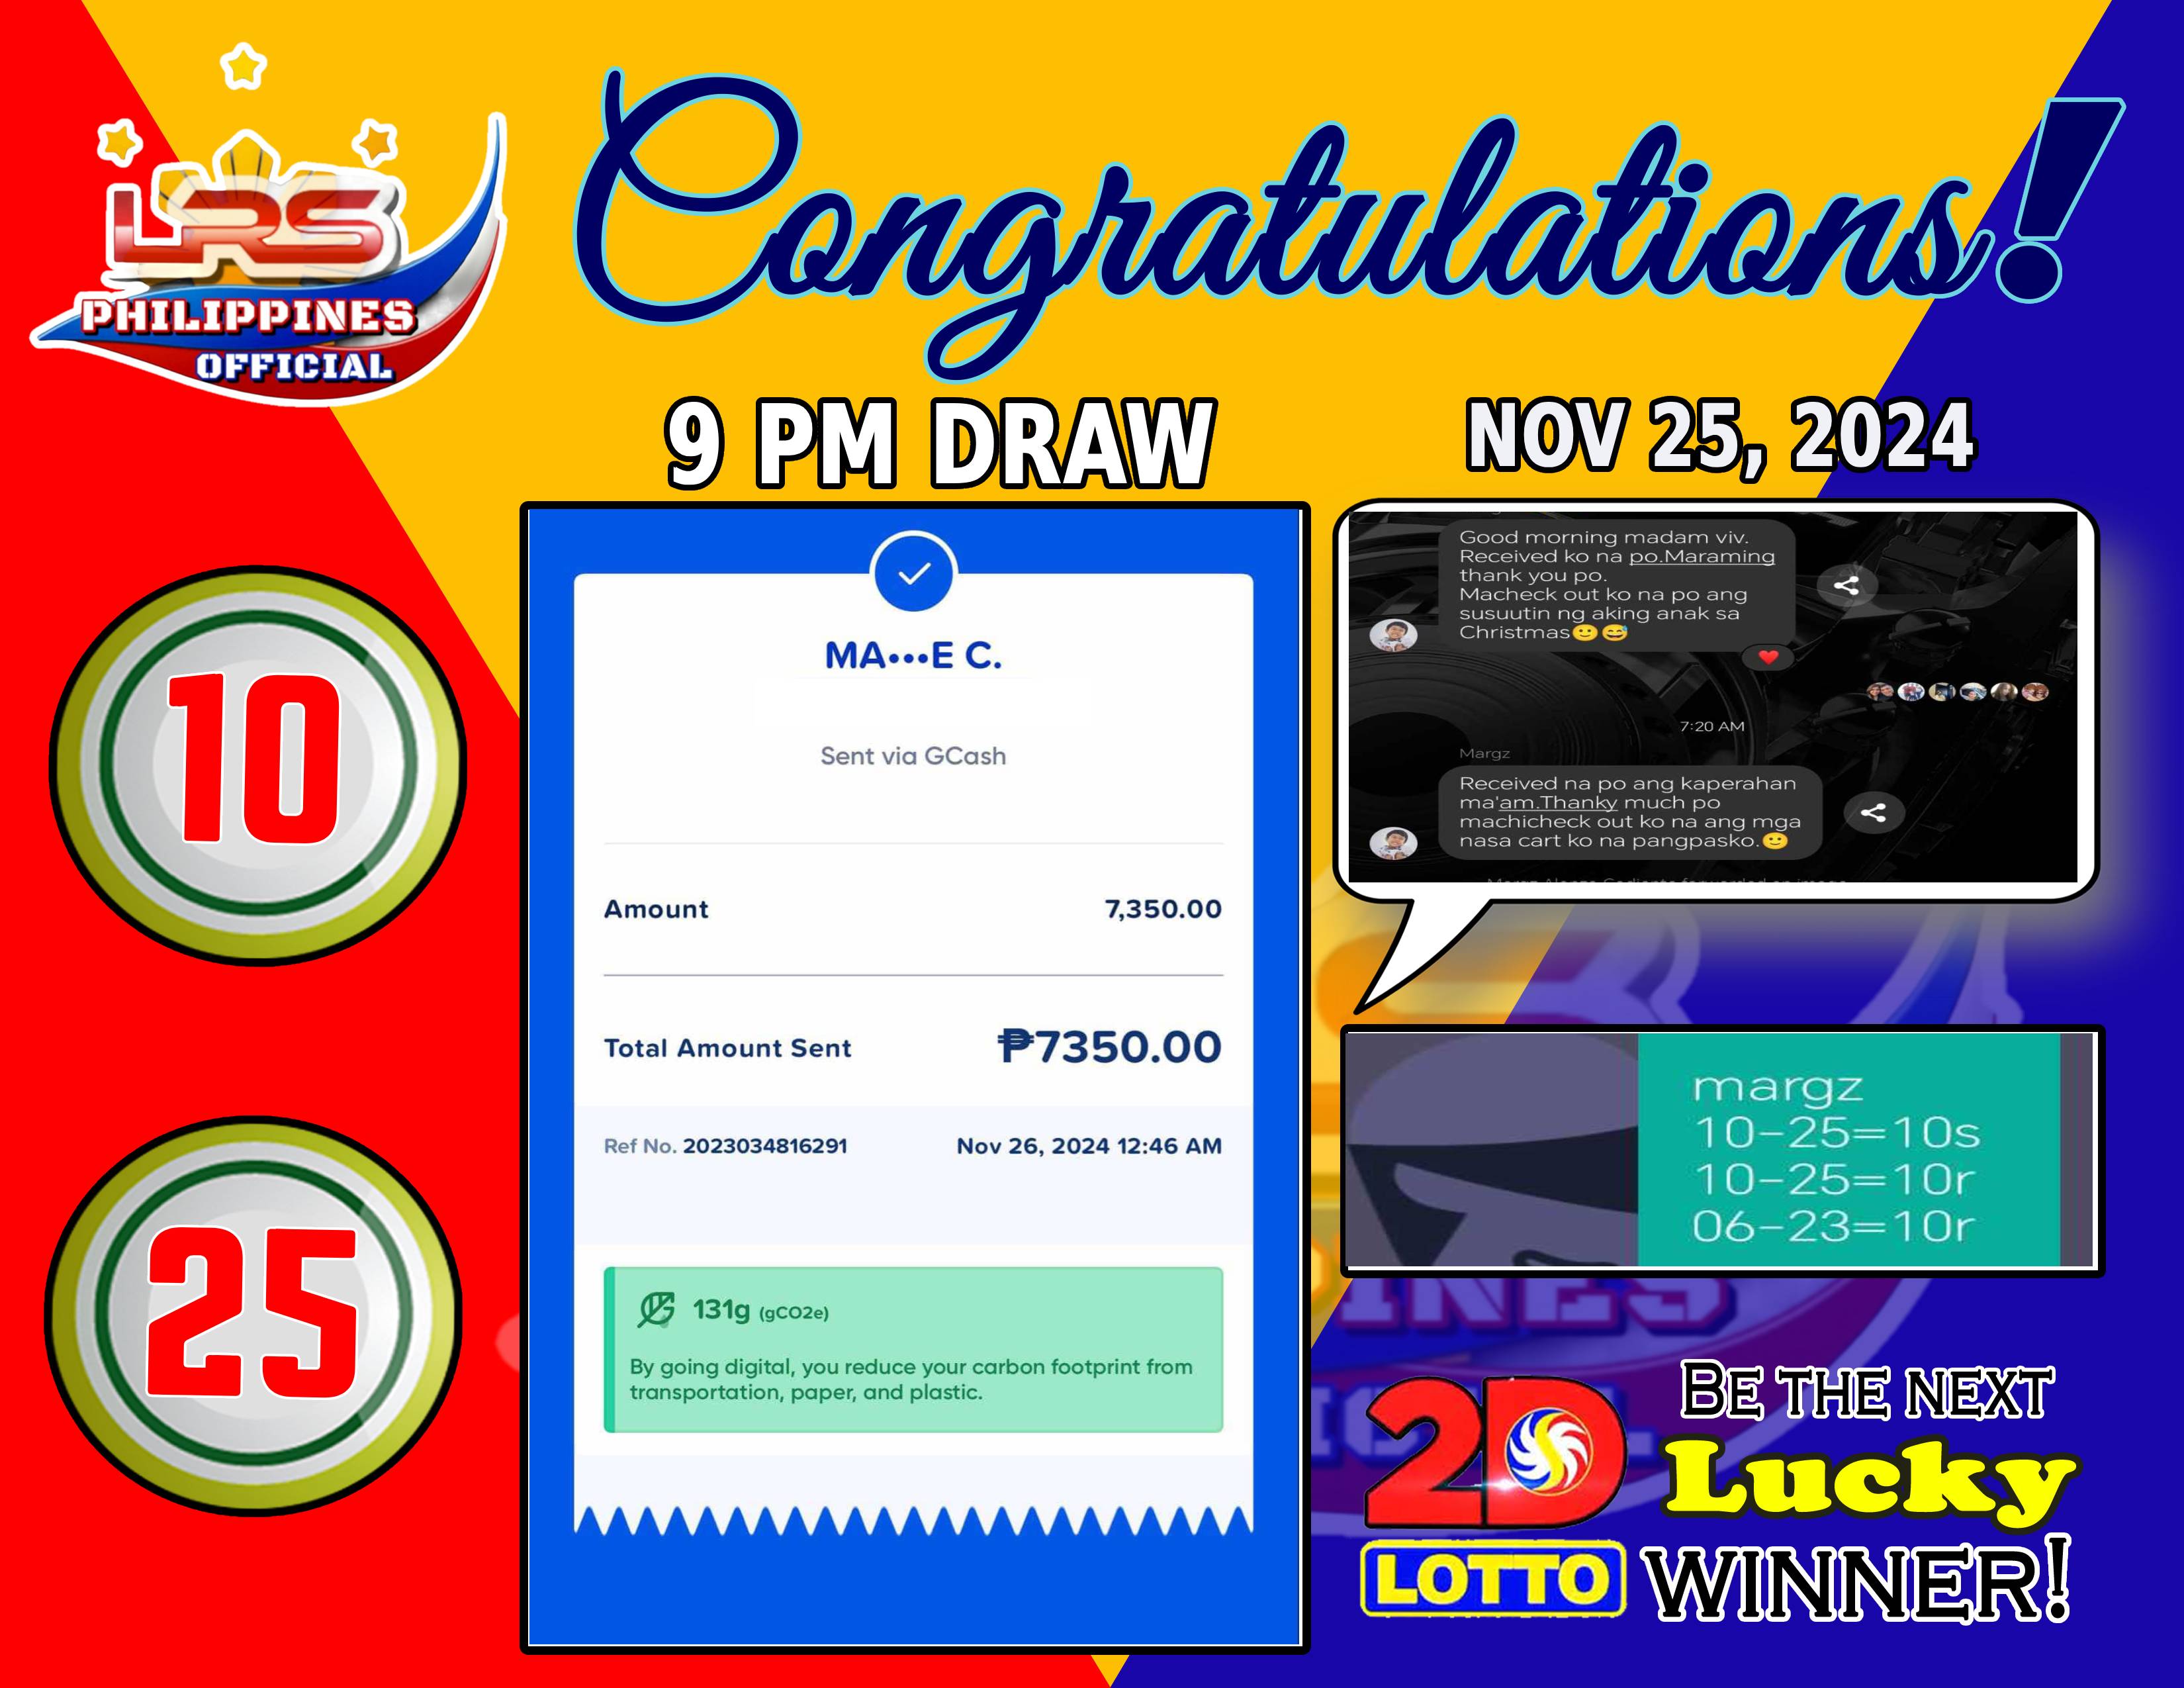 LRS
PHILIPPINES
OFFICIAL
Congratulations!
9 PM DRAW
NOV 25, 2024
10
25
MA•••E C.
Sent via GCash
Amount 7,350.00
Total Amount Sent ₱7350.00
Ref No. 2023034816291 Nov 26, 2024 12:46 AM
131g (gCO2e)
By going digital, you reduce your carbon footprint from
transportation, paper, and plastic.
Good morning madam viv.
Received ko na po.Maraming
thank you po.
Macheck out ko na po ang
susuutin ng aking anak sa
Christmas🙂😅
7:20 AM
Margz
Received na po ang kaperahan
ma'am.Thanky much po
machicheck out ko na ang mga
nasa cart ko na pangpasko.🙂
margz
10-25=10s
10-25=10r
06-23=10r
2D
LOTTO
BE THE NEXT
Lucky
WINNER!